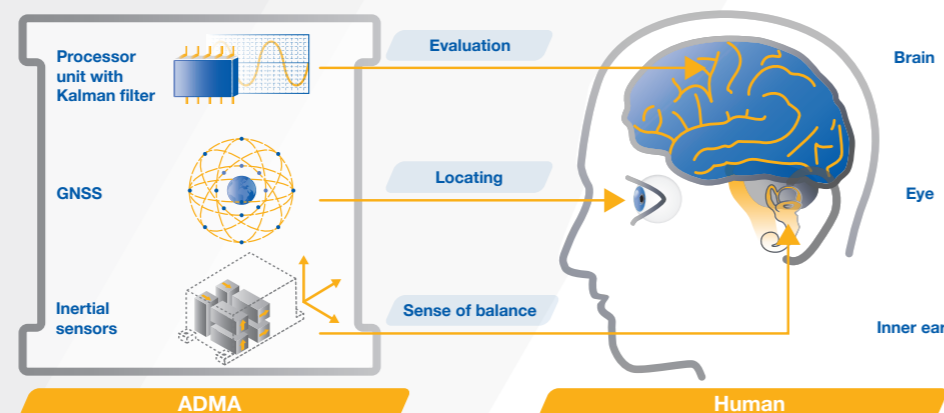 Processor
unit with
Kalman filter
Evaluation
Brain
GNSS
Locating
Eye
Inertial
sensors
Sense of balance
Inner ear
ADMA
Human